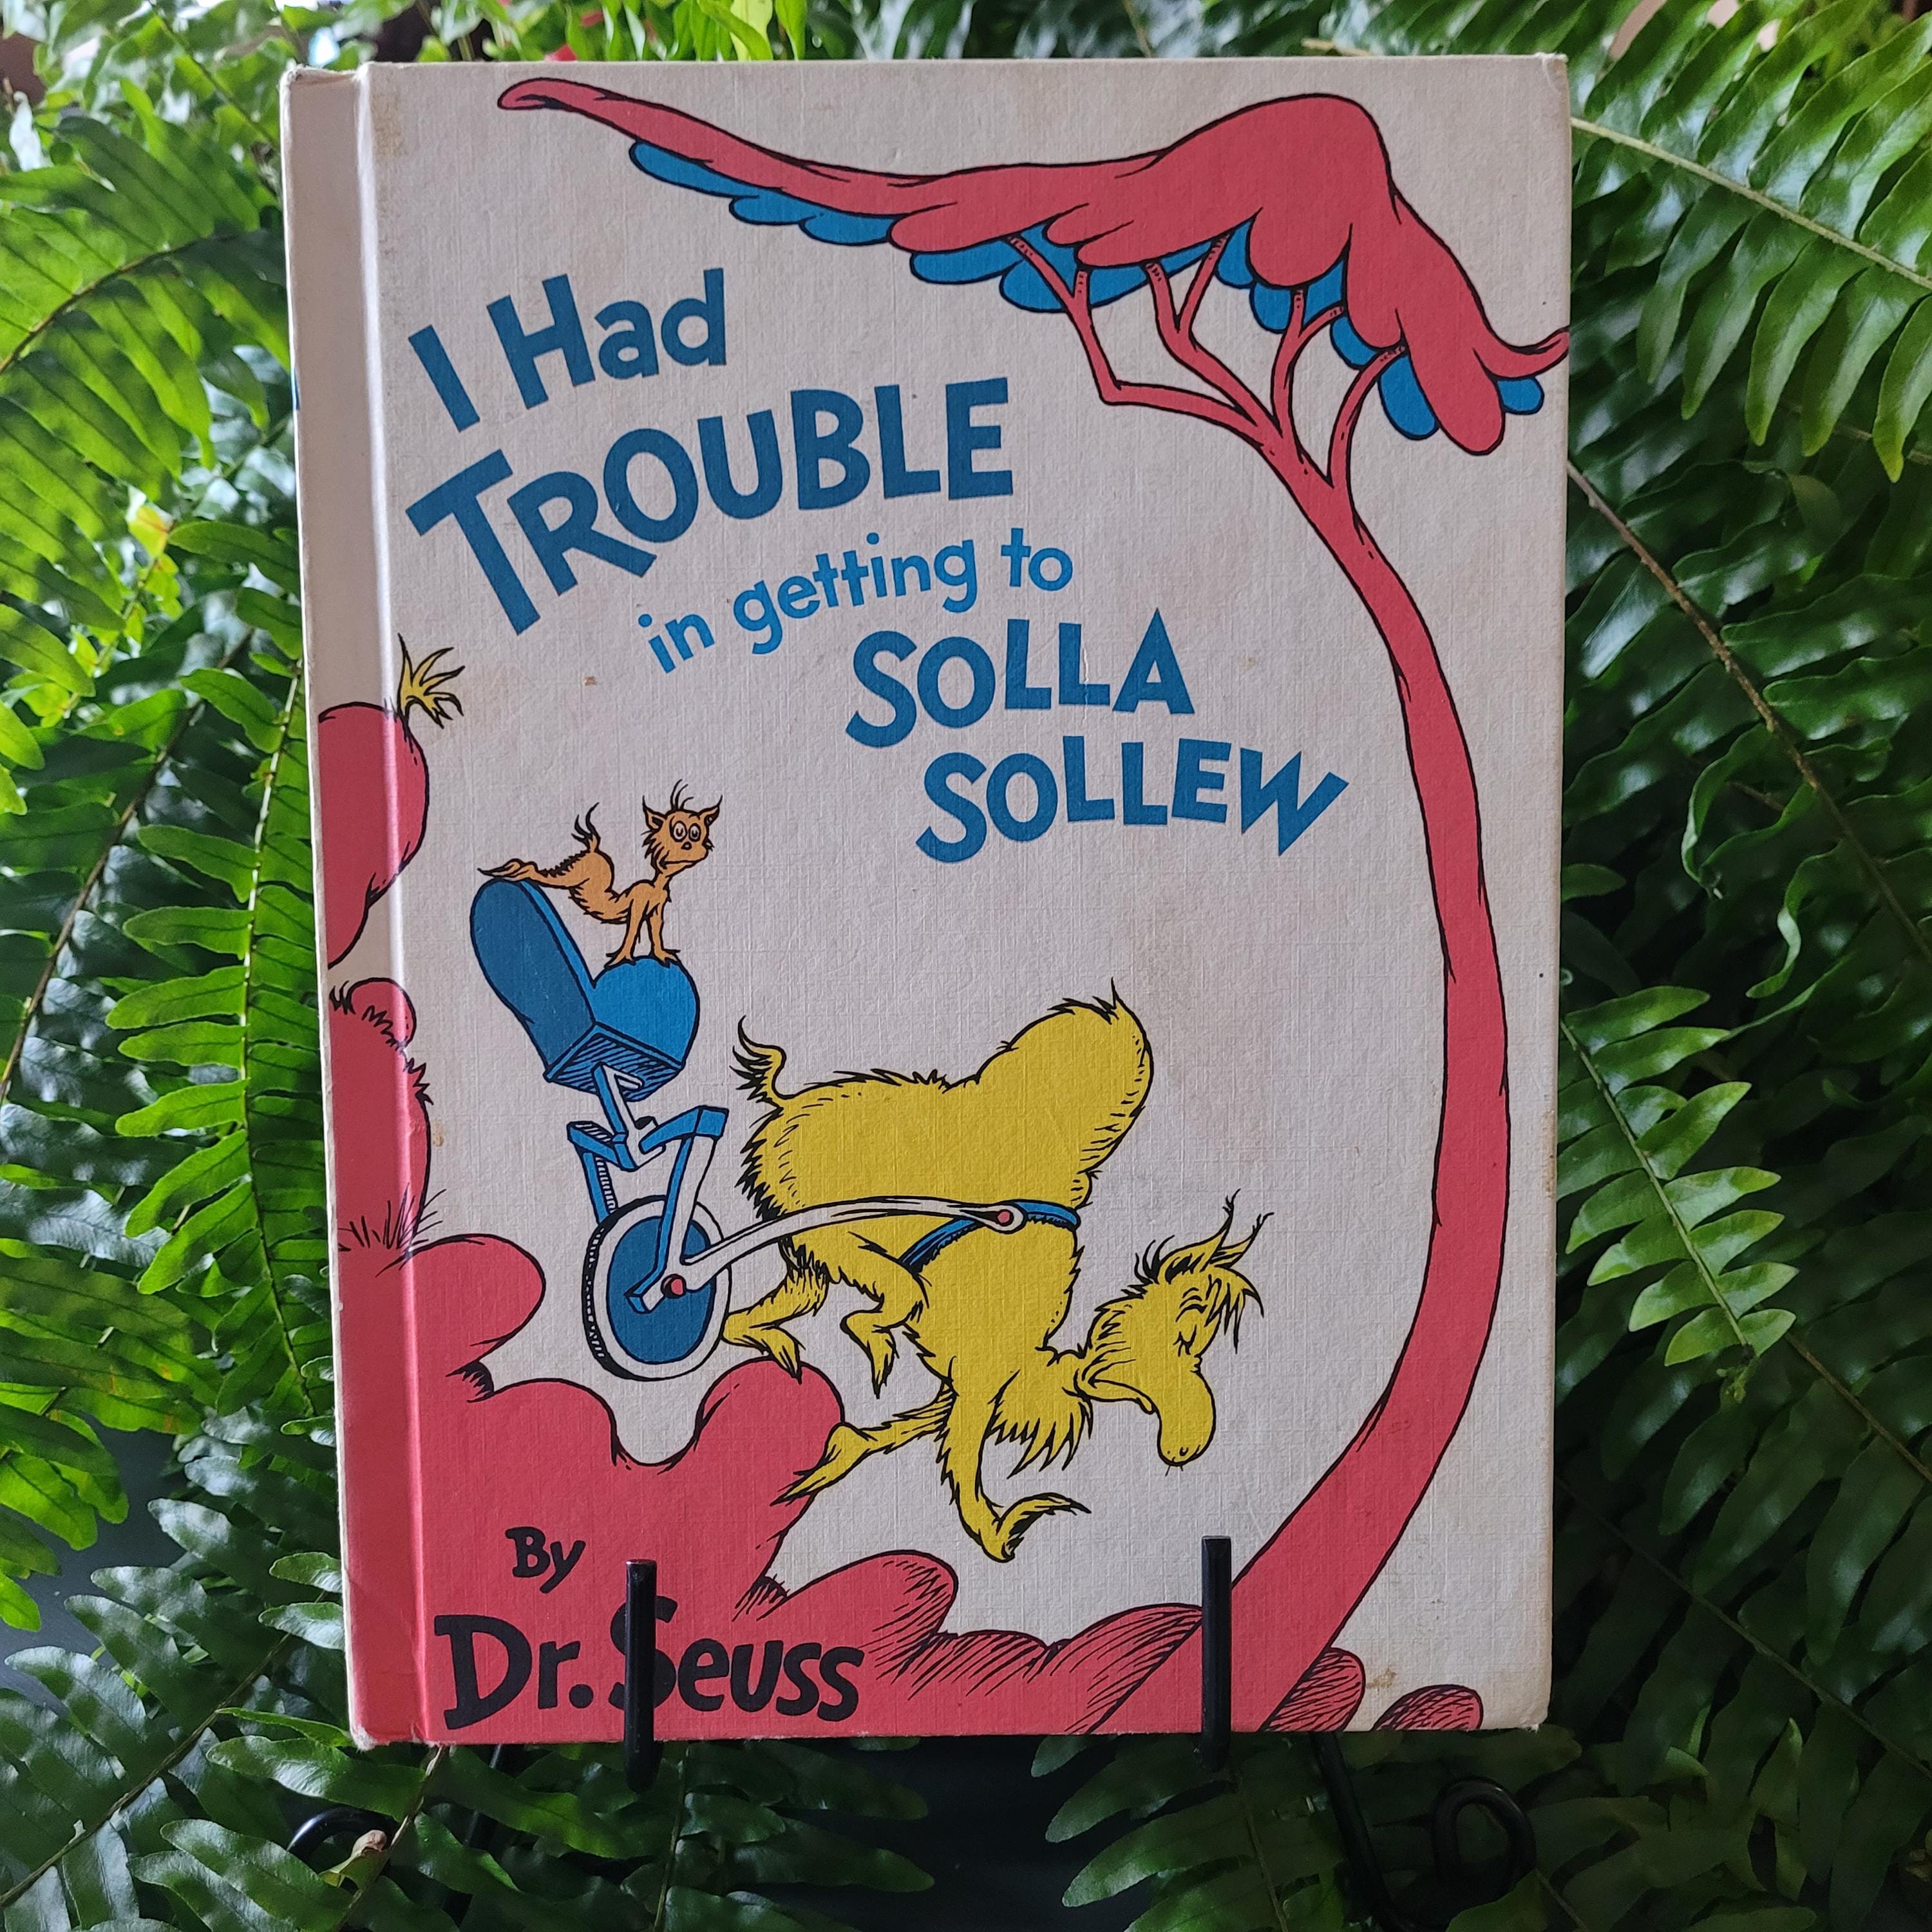 I Had
TROUBLE
in getting to
SOLLA
SOLLEW
By
Dr. Seuss